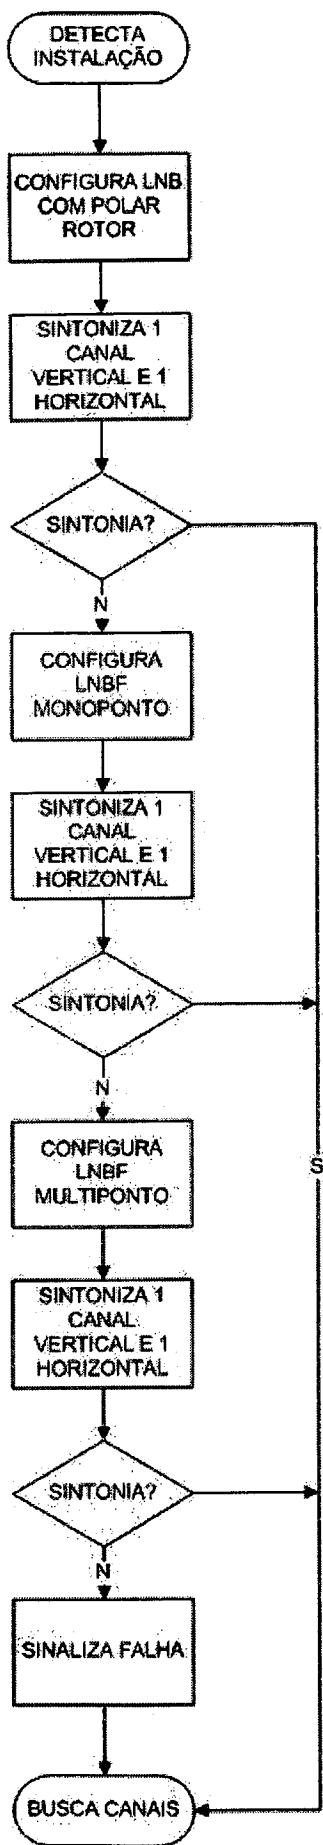 DETECTA
INSTALAÇÃO
CONFIGURA LNB
COM POLAR
ROTOR
SINTONIZA 1
CANAL
VERTICAL E 1
HORIZONTAL
SINTONIA?
N
CONFIGURA
LNBF
MONOPONTO
SINTONIZA 1
CANAL
VERTICAL E 1
HORIZONTAL
SINTONIA?
N
CONFIGURA
LNBF
MULTIPONTO
S
SINTONIZA 1
CANAL
VERTICAL E 1
HORIZONTAL
SINTONIA?
N
SINALIZA FALHA
BUSCA CANAIS